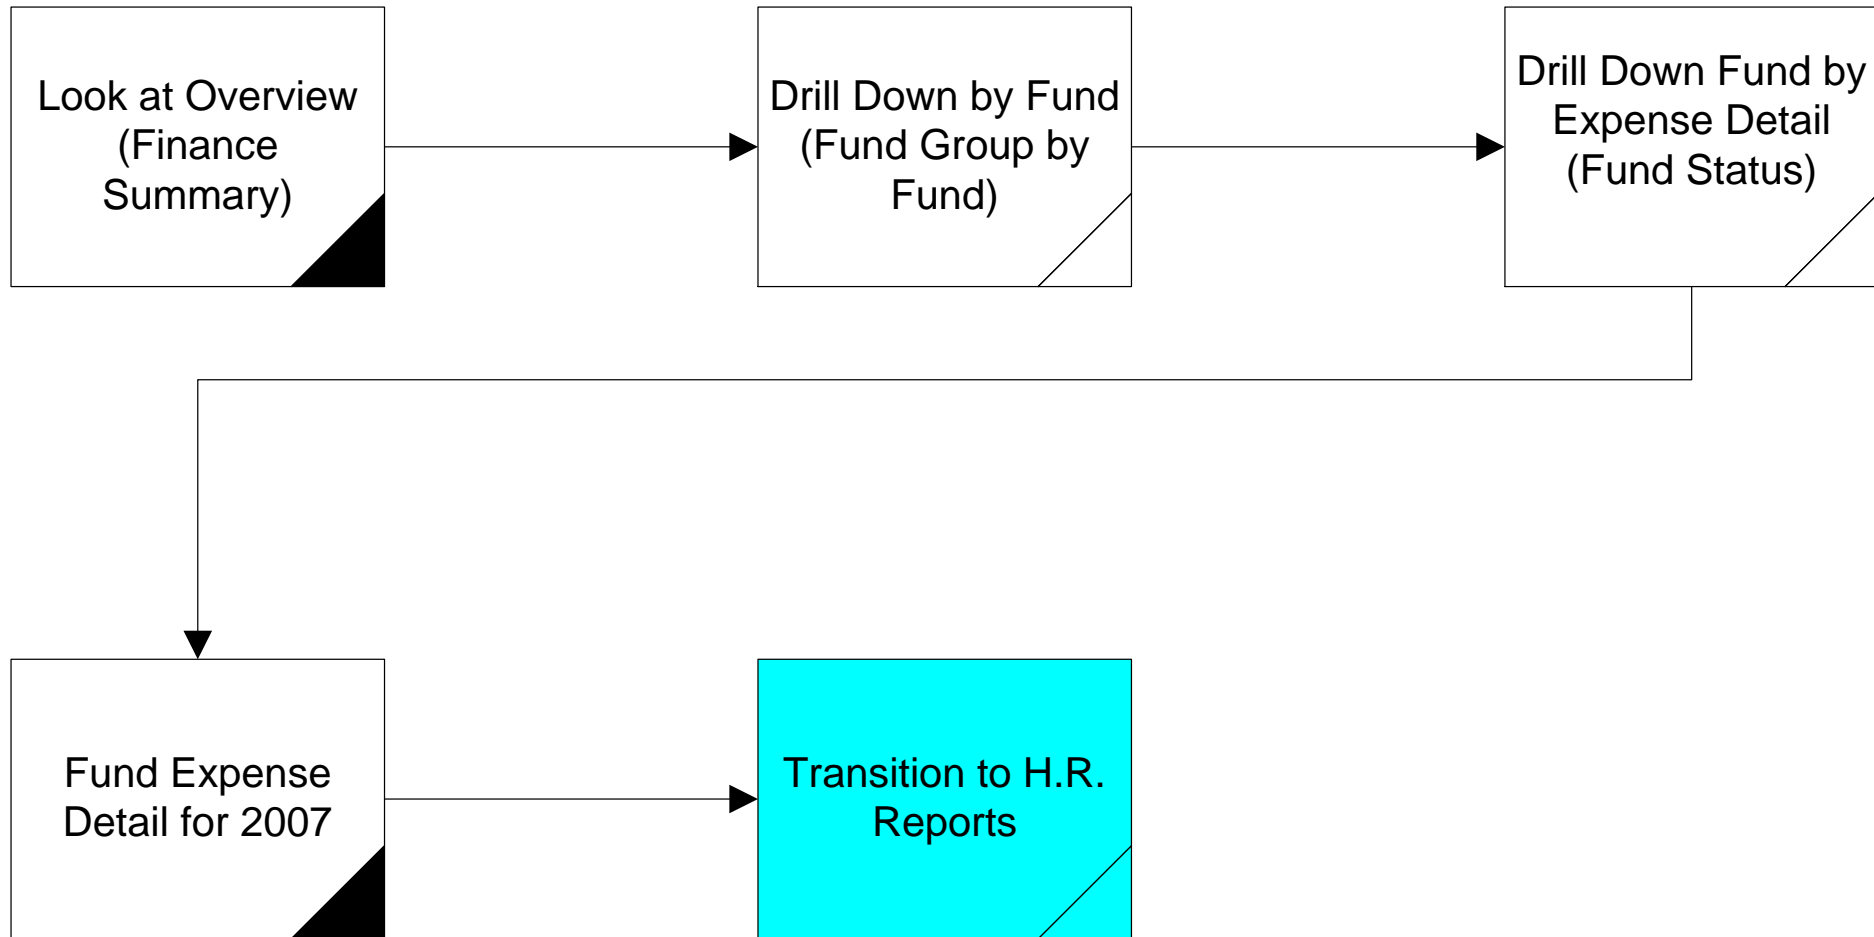 Look at Overview
(Finance
Summary)
Drill Down by Fund
(Fund Group by
Fund)
Drill Down Fund by
Expense Detail
(Fund Status)
Fund Expense
Detail for 2007
Transition to H.R.
Reports